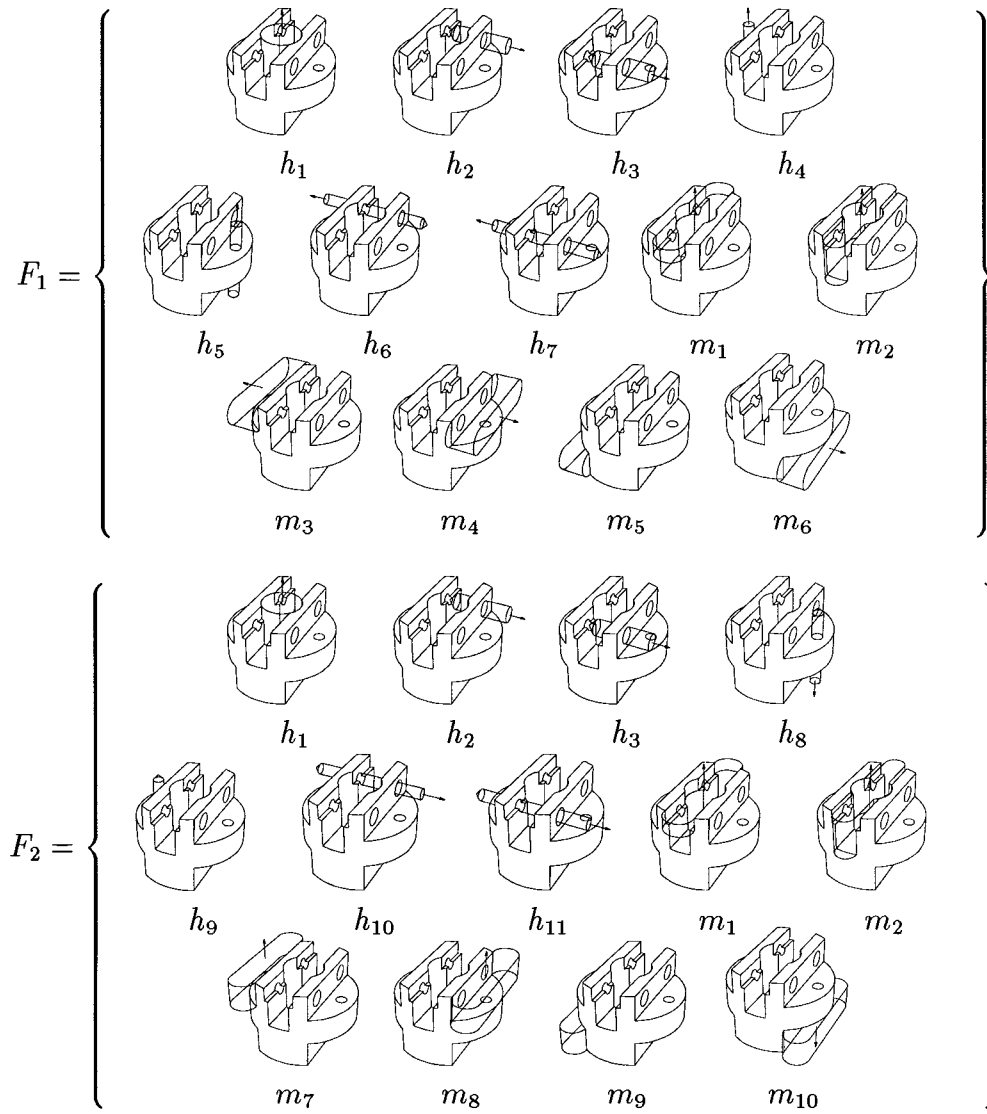 h₁ h₂ h₃ h₄
F₁ =
h₅ h₆ h₇ m₁ m₂
m₃ m₄ m₅ m₆
h₁ h₂ h₃ h₈
F₂ =
h₉ h₁₀ h₁₁ m₁ m₂
m₇ m₈ m₉ m₁₀